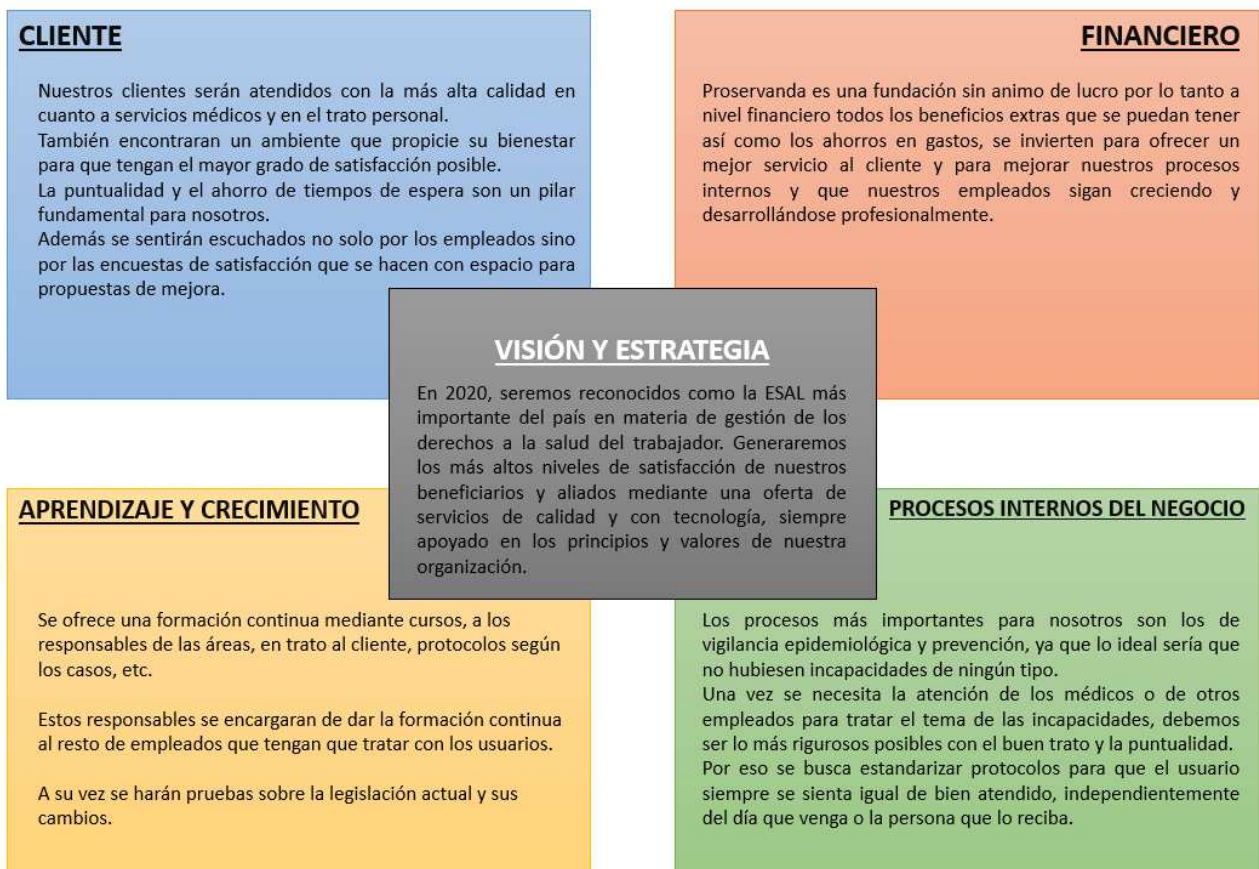 CLIENTE
Nuestros clientes serán atendidos con la más alta calidad en
cuanto a servicios médicos y en el trato personal.
También encontraran un ambiente que propicie su bienestar
para que tengan el mayor grado de satisfacción posible.
La puntualidad y el ahorro de tiempos de espera son un pilar
fundamental para nosotros.
Además se sentirán escuchados no solo por los empleados sino
por las encuestas de satisfacción que se hacen con espacio para
propuestas de mejora.
FINANCIERO
Proservanda es una fundación sin animo de lucro por lo tanto a
nivel financiero todos los beneficios extras que se puedan tener
así como los ahorros en gastos, se invierten para ofrecer un
mejor servicio al cliente y para mejorar nuestros procesos
internos y que nuestros empleados sigan creciendo y
desarrollándose profesionalmente.
VISIÓN Y ESTRATEGIA
En 2020, seremos reconocidos como la ESAL más
importante del país en materia de gestión de los
derechos a la salud del trabajador. Generaremos
los más altos niveles de satisfacción de nuestros
beneficiarios y aliados mediante una oferta de
servicios de calidad y con tecnología, siempre
apoyado en los principios y valores de nuestra
organización.
APRENDIZAJE Y CRECIMIENTO
Se ofrece una formación continua mediante cursos, a los
responsables de las áreas, en trato al cliente, protocolos según
los casos, etc.
Estos responsables se encargaran de dar la formación continua
al resto de empleados que tengan que tratar con los usuarios.
A su vez se harán pruebas sobre la legislación actual y sus
cambios.
PROCESOS INTERNOS DEL NEGOCIO
Los procesos más importantes para nosotros son los de
vigilancia epidemiológica y prevención, ya que lo ideal sería que
no hubiesen incapacidades de ningún tipo.
Una vez se necesita la atención de los médicos o de otros
empleados para tratar el tema de las incapacidades, debemos
ser lo más rigurosos posibles con el buen trato y la puntualidad.
Por eso se busca estandarizar protocolos para que el usuario
siempre se sienta igual de bien atendido, independientemente
del día que venga o la persona que lo reciba.